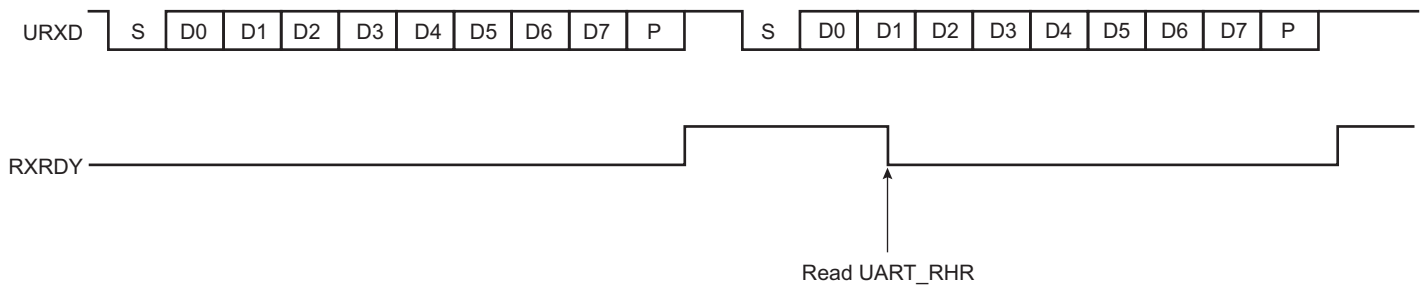 URXD S D0 D1 D2 D3 D4 D5 D6 D7 P S D0 D1 D2 D3 D4 D5 D6 D7 P
RXRDY
Read UART_RHR